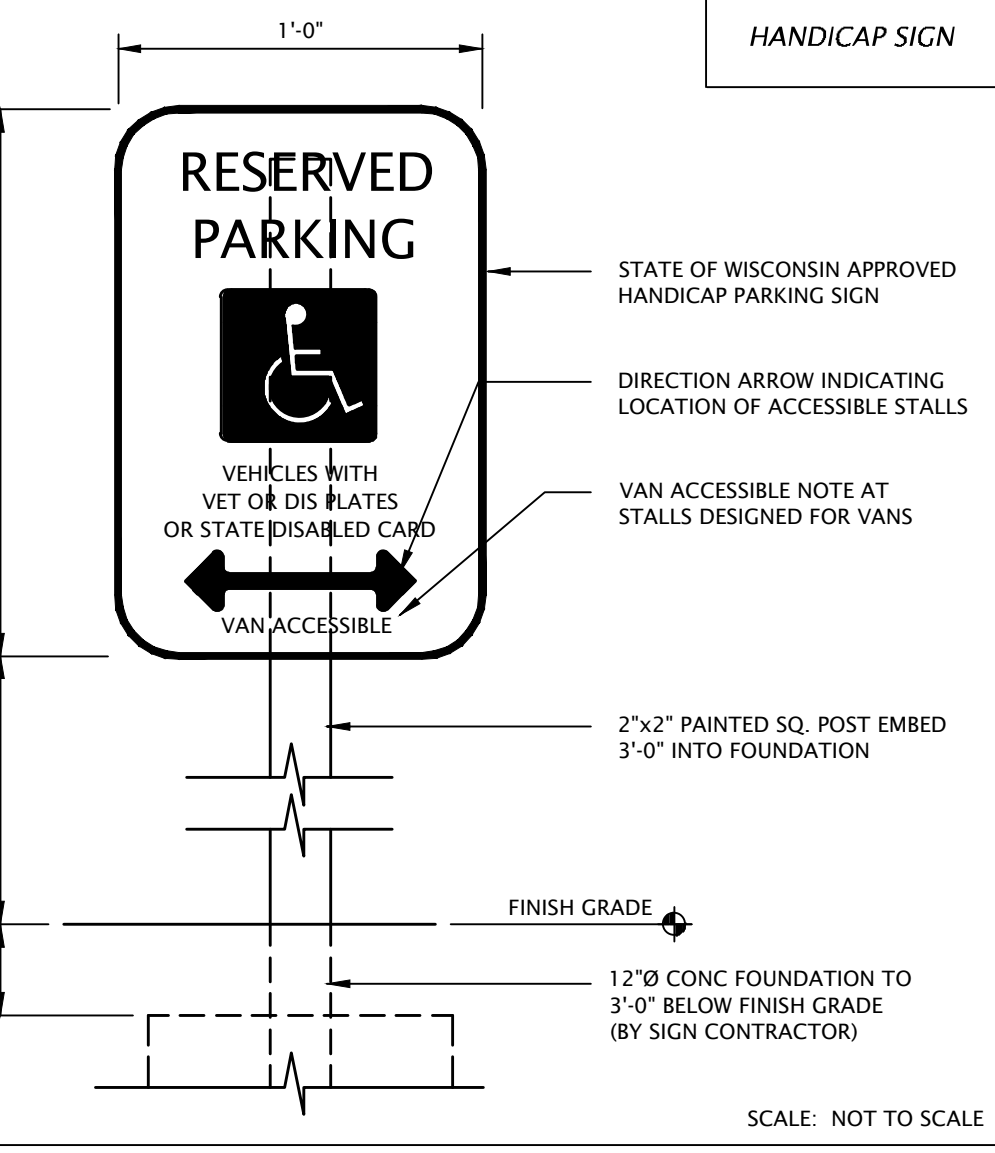 1'-0"
HANDICAP SIGN
RESERVED
PARKING
STATE OF WISCONSIN APPROVED
HANDICAP PARKING SIGN
DIRECTION ARROW INDICATING
LOCATION OF ACCESSIBLE STALLS
VEHICLES WITH
VET OR DIS PLATES
OR STATE DISABLED CARD
VAN ACCESSIBLE NOTE AT
STALLS DESIGNED FOR VANS
VAN ACCESSIBLE
2"x2" PAINTED SQ. POST EMBED
3'-0" INTO FOUNDATION
FINISH GRADE
12"Ø CONC FOUNDATION TO
3'-0" BELOW FINISH GRADE
(BY SIGN CONTRACTOR)
SCALE: NOT TO SCALE